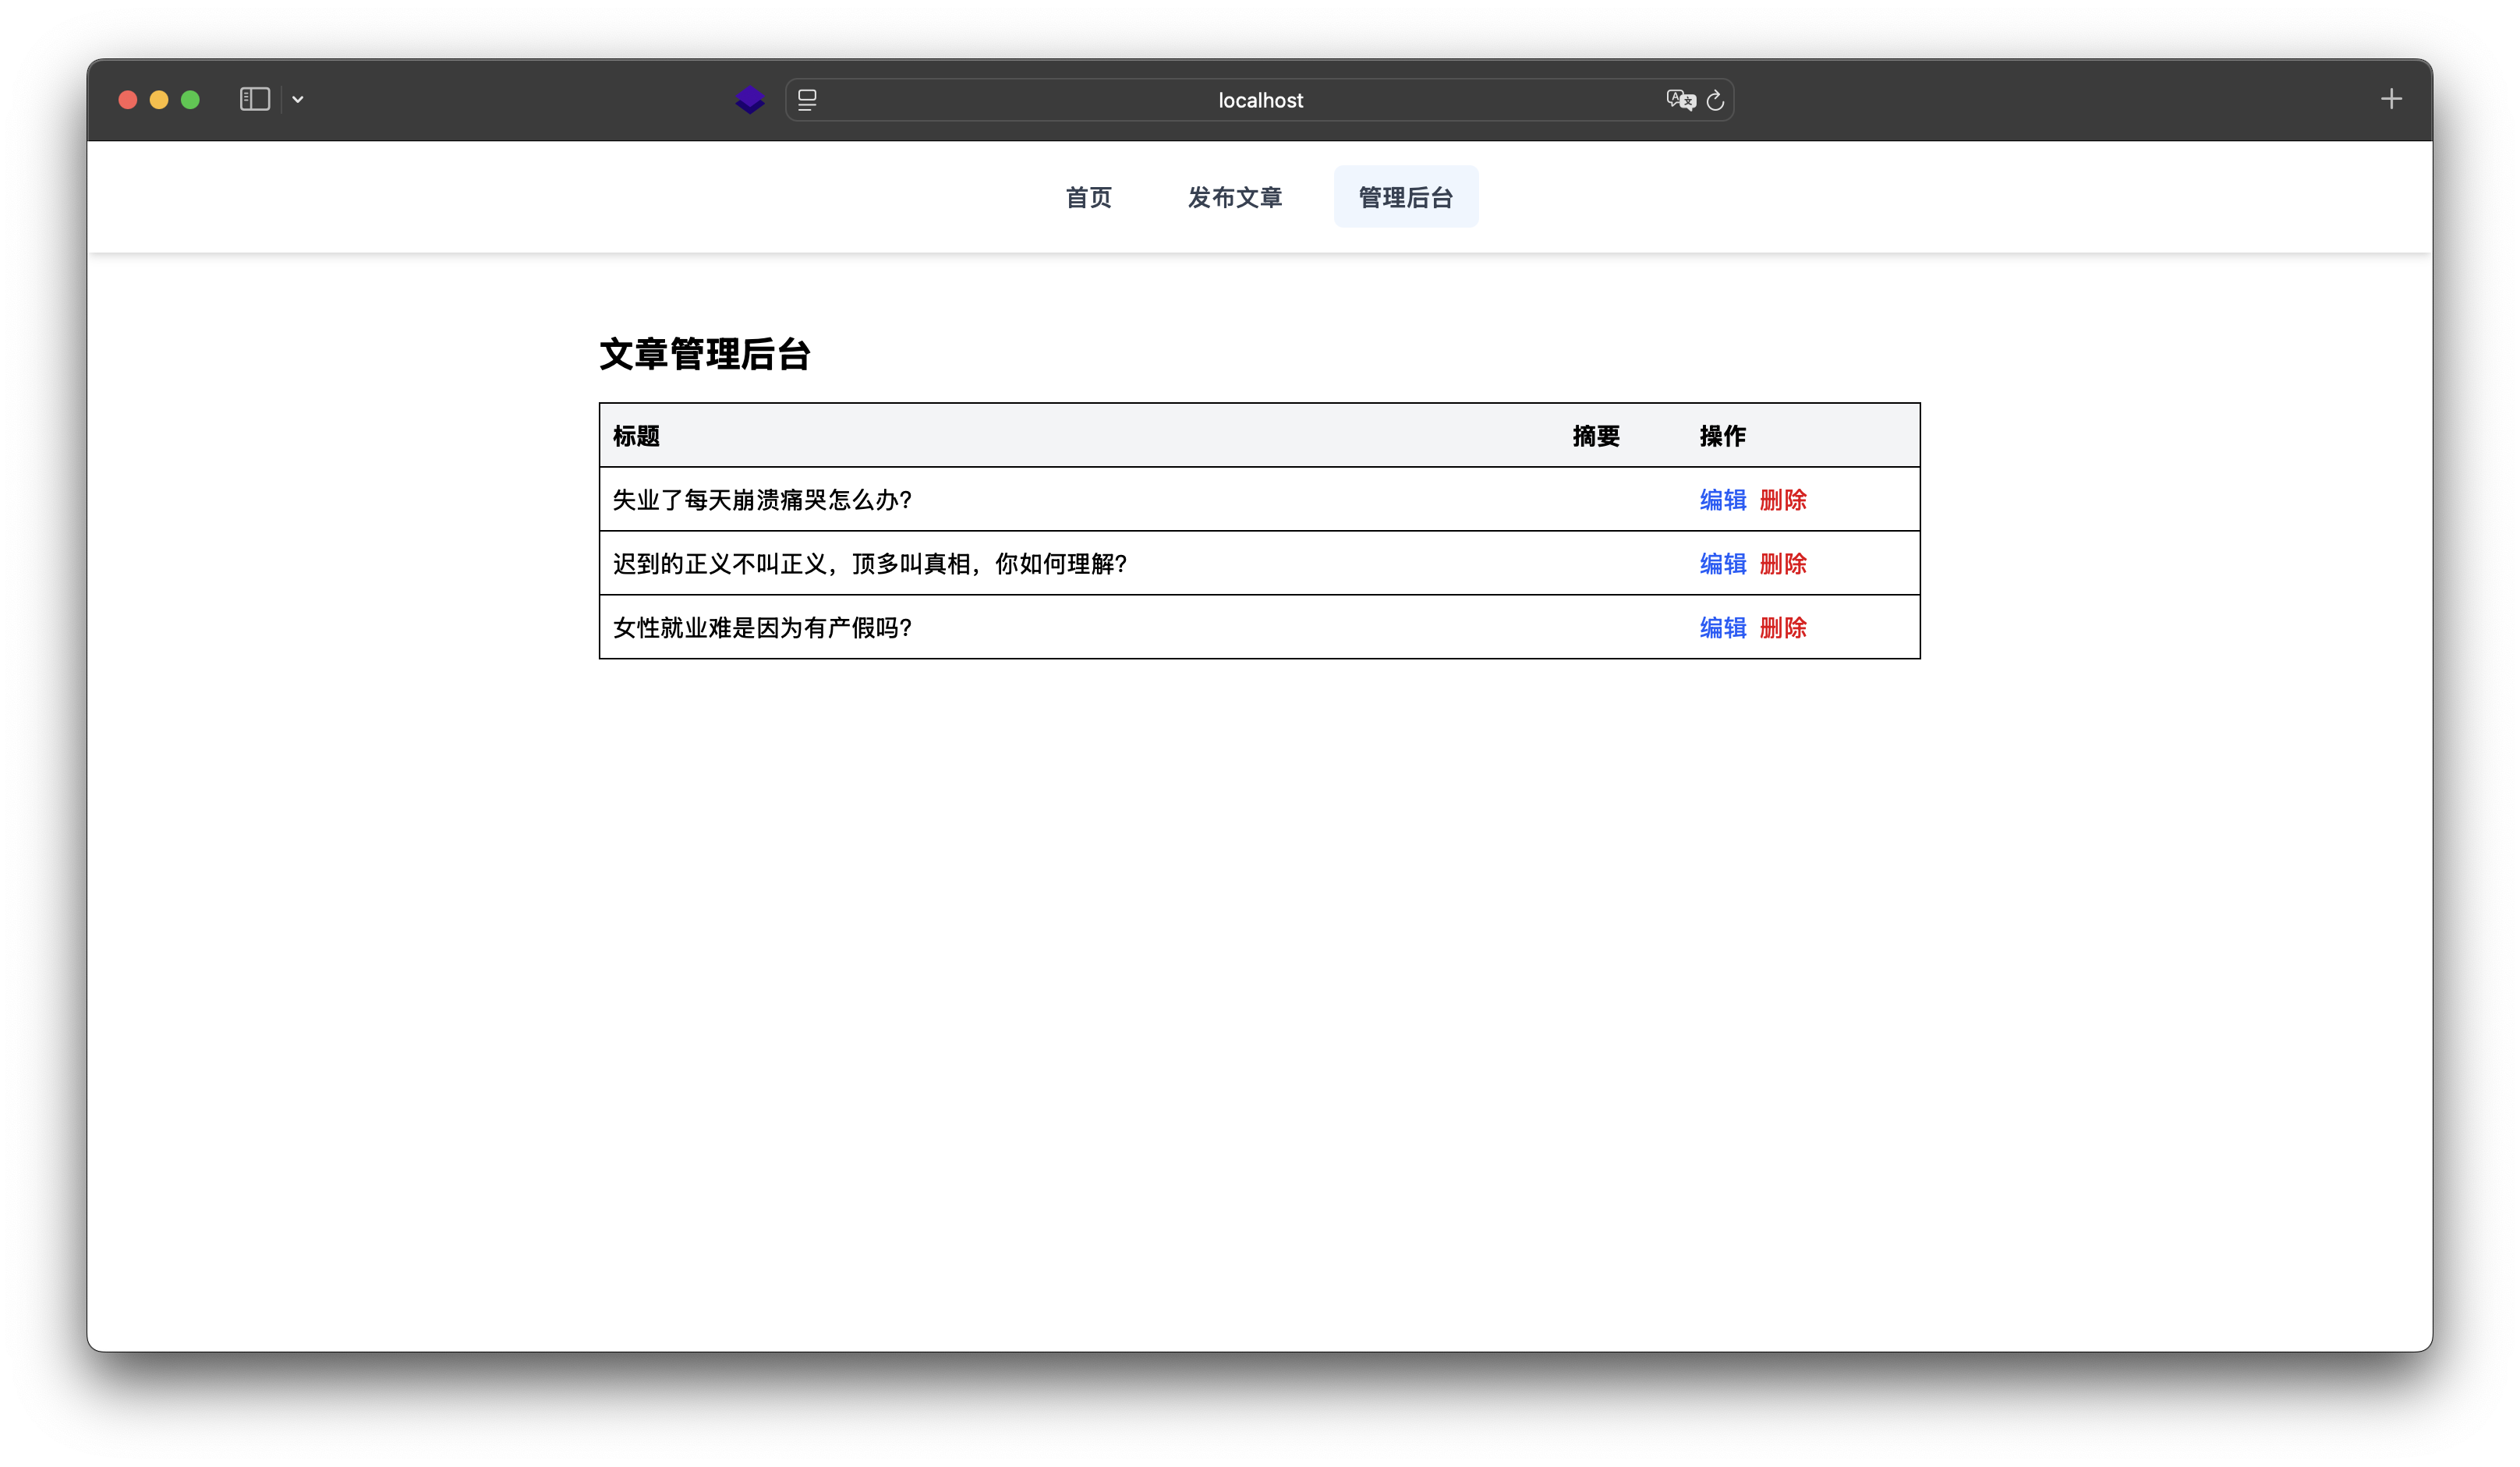 localhost
首页 发布文章 管理后台
文章管理后台
标题 摘要 操作
失业了每天崩溃痛哭怎么办? 编辑 删除
迟到的正义不叫正义，顶多叫真相，你如何理解? 编辑 删除
女性就业难是因为有产假吗? 编辑 删除